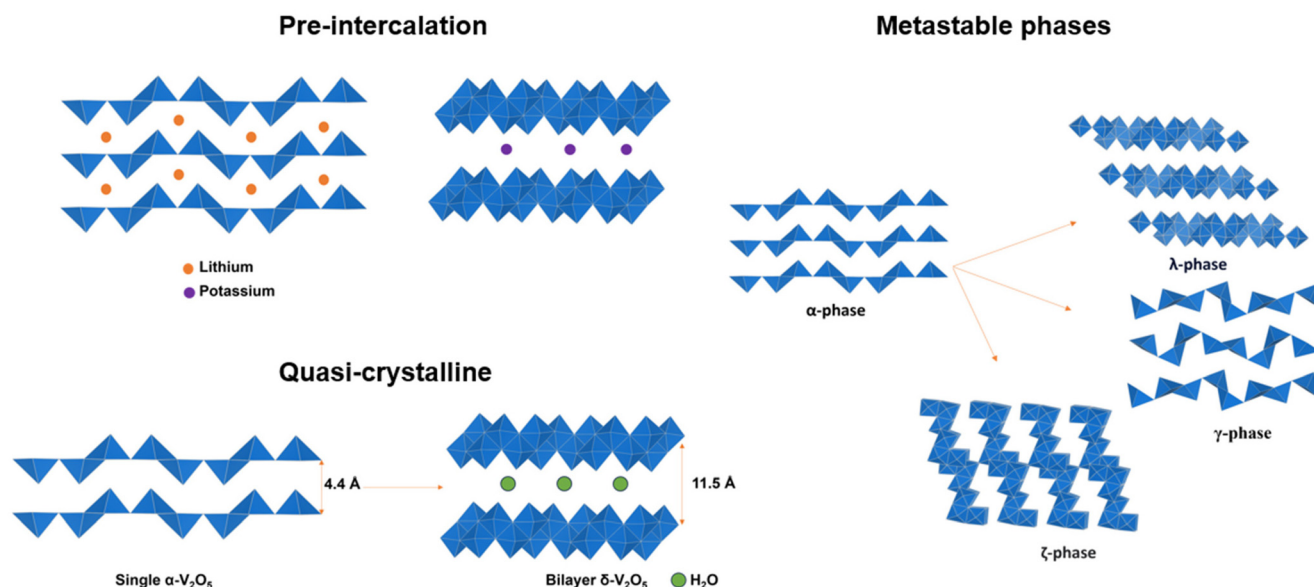 Pre-intercalation
Lithium
Potassium
Quasi-crystalline
4.4 Å
11.5 Å
Single α-V₂O₅
Bilayer δ-V₂O₅
H₂O
Metastable phases
α-phase
λ-phase
γ-phase
ζ-phase